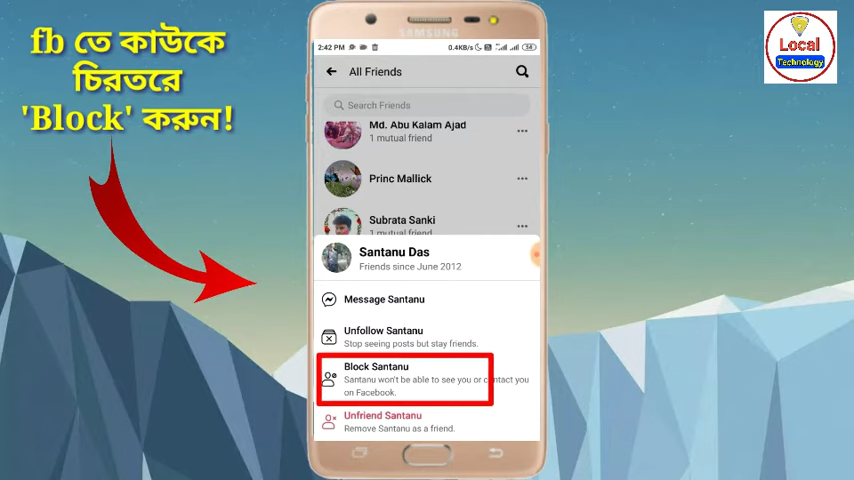 fb তে কাউকে
চিরতরে
'Block' করুন!
Local
Technology
SAMSUNG
2:42 PM
0.4KB/s
58
All Friends
Search Friends
Md. Abu Kalam Ajad
1 mutual friend
Princ Mallick
Subrata Sanki
1 mutual friend
Santanu Das
Friends since June 2012
Message Santanu
Unfollow Santanu
Stop seeing posts but stay friends.
Block Santanu
Santanu won't be able to see you or contact you
on Facebook.
Unfriend Santanu
Remove Santanu as a friend.